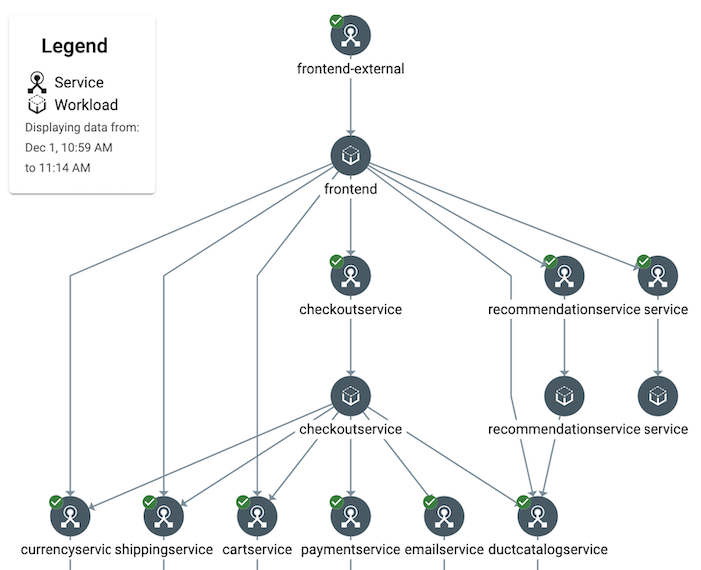 Legend
Service
Workload
Displaying data from:
Dec 1, 10:59 AM
to 11:14 AM
frontend-external
frontend
checkoutservice
recommendationservice
service
checkoutservice
recommendationservice
service
currencyservic
shippingservice
cartservice
paymentservice
emailservice
ductcatalogservice